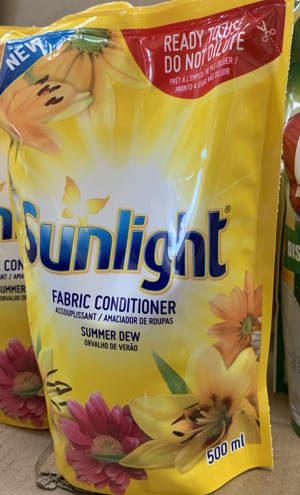 NEW
READY TO USE
DO NOT DILUTE
PRÊT À L'EMPLOI NE PAS DILUER /
PRONTO A USAR NÃO DILUIR
Sunlight®
FABRIC CONDITIONER
ASSOUPLISSANT / AMACIADOR DE ROUPAS
SUMMER DEW
ORVALHO DE VERÃO
500 ml